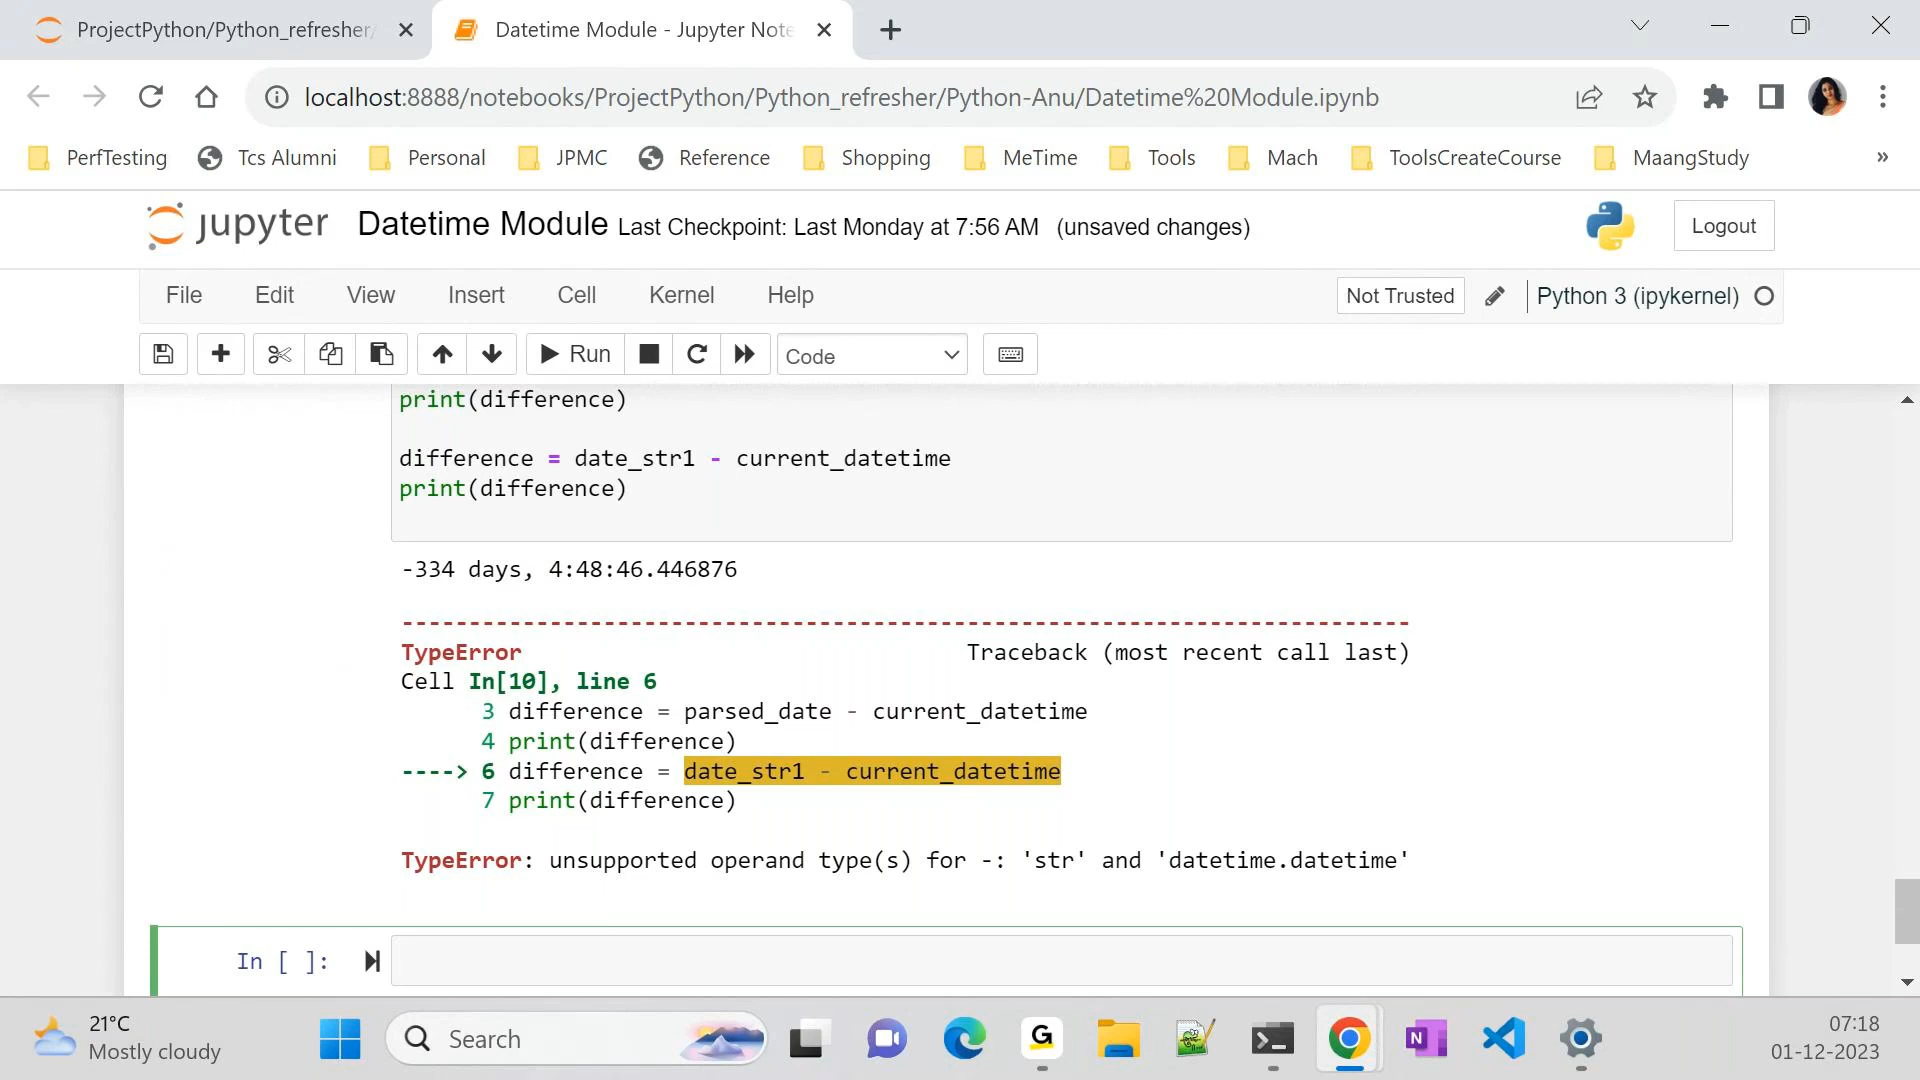 ProjectPython/Python_refresher/
Datetime Module - Jupyter Note
localhost:8888/notebooks/ProjectPython/Python_refresher/Python-Anu/Datetime%20Module.ipynb
PerfTesting Tcs Alumni Personal JPMC Reference Shopping MeTime Tools Mach ToolsCreateCourse MaangStudy »
jupyter Datetime Module Last Checkpoint: Last Monday at 7:56 AM (unsaved changes) Logout
File Edit View Insert Cell Kernel Help Not Trusted Python 3 (ipykernel)
Run Code
print(difference)
difference = date_str1 - current_datetime
print(difference)
-334 days, 4:48:46.446876
---------------------------------------------------------------------------
TypeError Traceback (most recent call last)
Cell In[10], line 6
3 difference = parsed_date - current_datetime
4 print(difference)
----> 6 difference = date_str1 - current_datetime
7 print(difference)
TypeError: unsupported operand type(s) for -: 'str' and 'datetime.datetime'
In [ ]:
21°C
Mostly cloudy
Search
G
N
07:18
01-12-2023